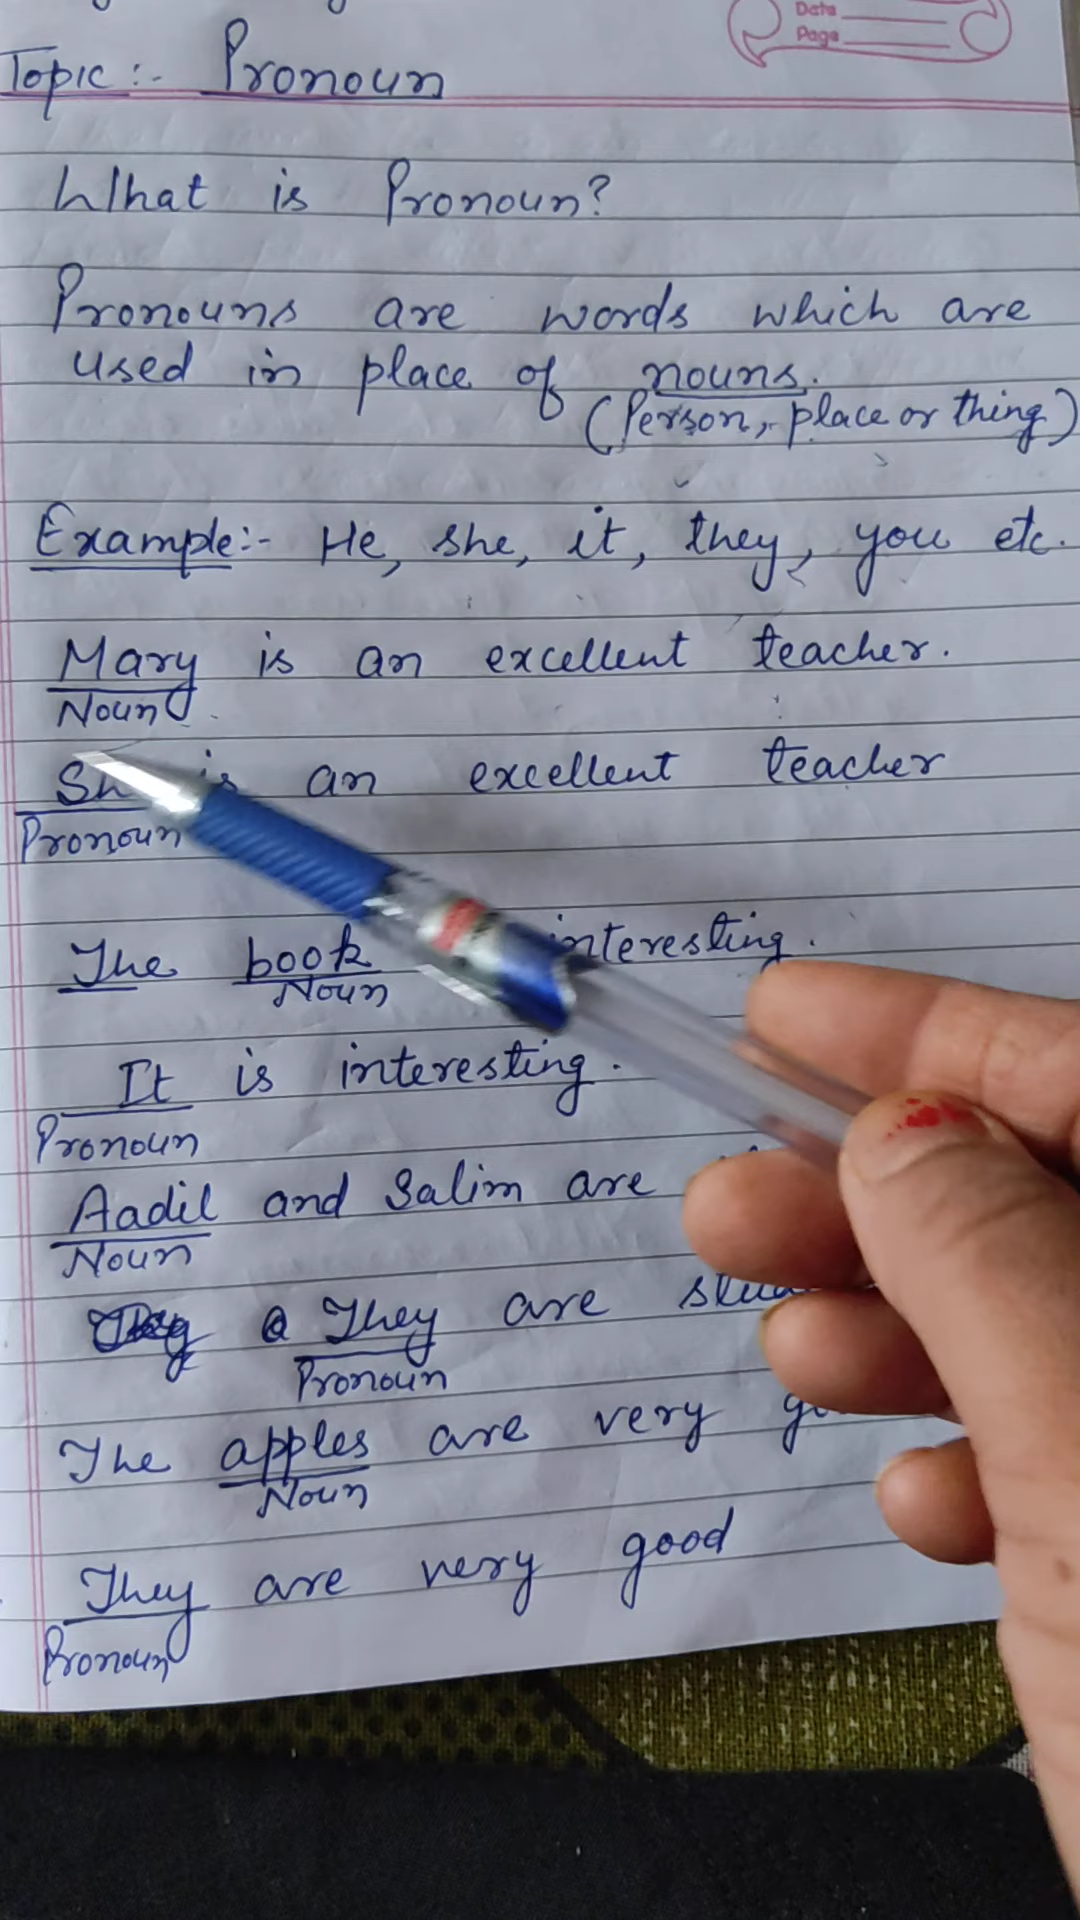 Date
Page
Topic :- Pronoun
What is Pronoun?
Pronouns are words which are
used in place of nouns.
(Person, place or thing)
Example:- He, she, it, they, you etc.
Mary is an excellent teacher.
Noun
is an excellent teacher
Pronoun
The book interesting.
Noun
It is interesting.
Pronoun
Aadil and Salim are
Noun
They are
Pronoun
The apples are very
Noun
They are very good
Pronoun